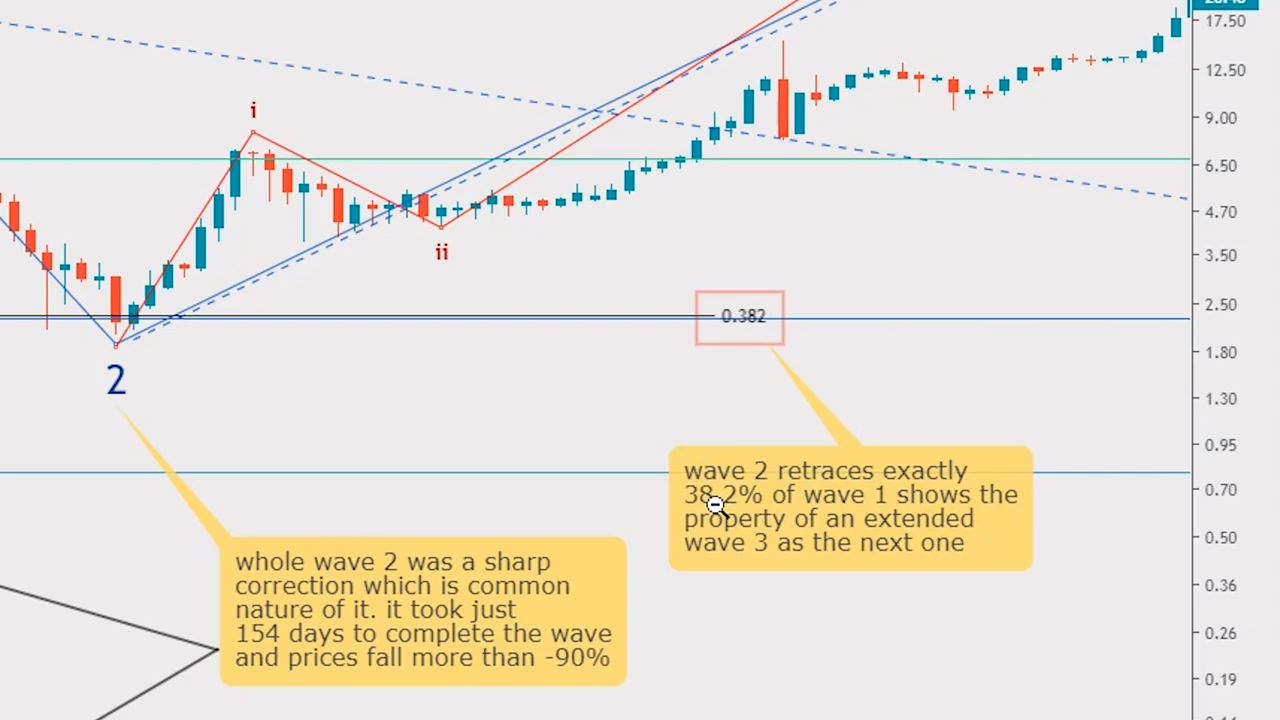 17.50
12.50
i
9.00
6.50
4.70
ii
3.50
2.50
0.382
1.80
2
1.30
0.95
wave 2 retraces exactly
38.2% of wave 1 shows the
property of an extended
wave 3 as the next one
0.70
0.50
whole wave 2 was a sharp
correction which is common
nature of it. it took just
154 days to complete the wave
and prices fall more than -90%
0.36
0.26
0.19